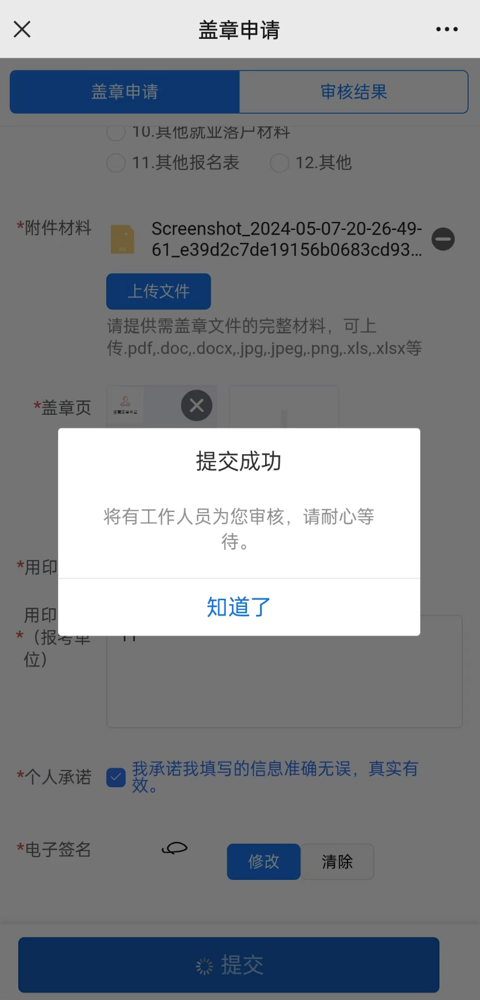 盖章申请
盖章申请
审核结果
10.其他就业落户材料
11.其他报名表
12.其他
*附件材料
Screenshot_2024-05-07-20-26-49-
61_e39d2c7de19156b0683cd93...
上传文件
请提供需盖章文件的完整材料，可上
传.pdf,.doc,.docx,.jpg,.jpeg,.png,.xls,.xlsx等
*盖章页
提交成功
将有工作人员为您审核，请耐心等
待。
知道了
*用印
用印
*（报考单
位）
*个人承诺
我承诺我填写的信息准确无误，真实有
效。
*电子签名
修改
清除
提交